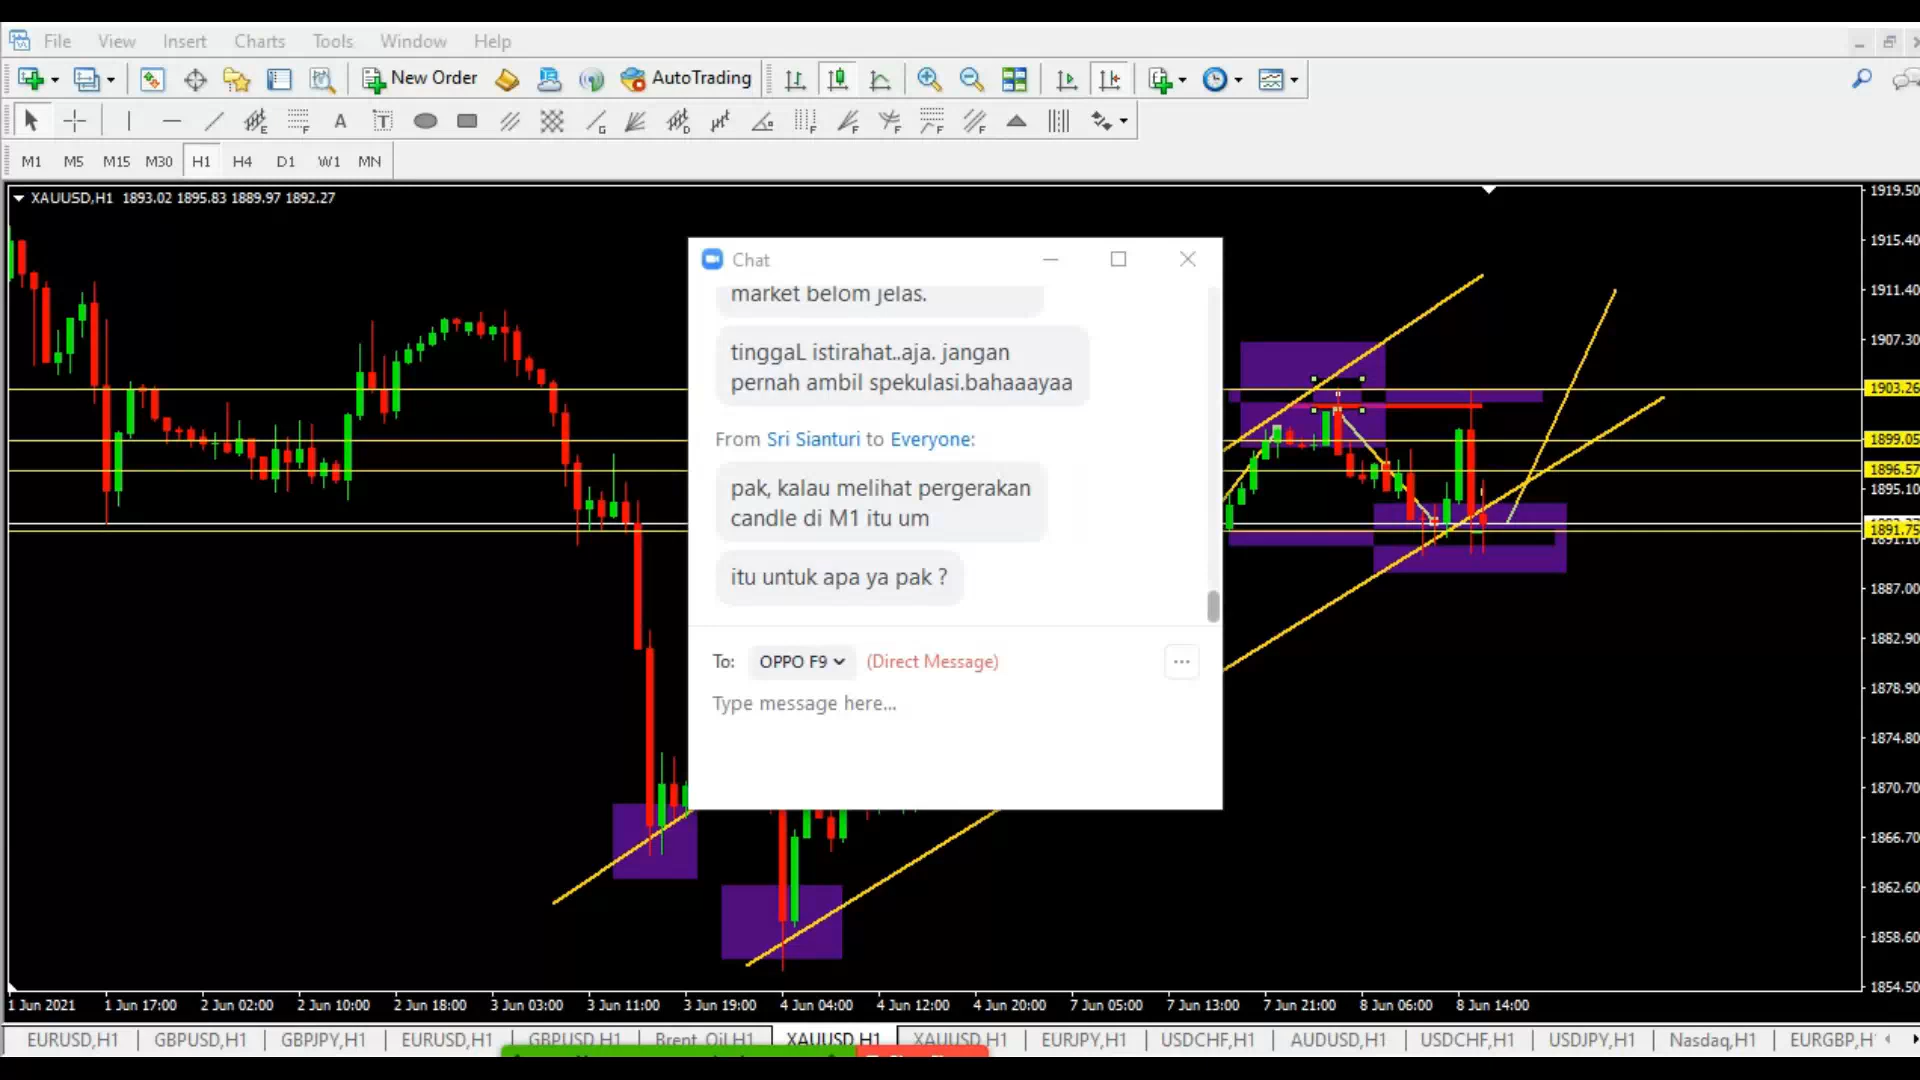 File View Insert Charts Tools Window Help
New Order AutoTrading
E F A T G D F F F F F
M1 M5 M15 M30 H1 H4 D1 W1 MN
XAUUSD,H1 1893.02 1895.83 1889.97 1892.27
1919.50
1915.40
1911.40
1907.30
1903.26
1899.05
1896.57
1895.10
1891.75
1887.00
1882.90
1878.90
1874.80
1870.70
1866.70
1862.60
1858.60
1854.50
Chat
market belom jelas.
tinggaL istirahat..aja. jangan
pernah ambil spekulasi.bahaaayaa
From Sri Sianturi to Everyone:
pak, kalau melihat pergerakan
candle di M1 itu um
itu untuk apa ya pak ?
To: OPPO F9 (Direct Message)
Type message here...
1 Jun 2021 1 Jun 17:00 2 Jun 02:00 2 Jun 10:00 2 Jun 18:00 3 Jun 03:00 3 Jun 11:00 3 Jun 19:00 4 Jun 04:00 4 Jun 12:00 4 Jun 20:00 7 Jun 05:00 7 Jun 13:00 7 Jun 21:00 8 Jun 06:00 8 Jun 14:00
EURUSD,H1 GBPUSD,H1 GBPJPY,H1 EURUSD,H1 GBPUSD,H1 Brent_Oil,H1 XAUUSD,H1 XAUUSD,H1 EURJPY,H1 USDCHF,H1 AUDUSD,H1 USDCHF,H1 USDJPY,H1 Nasdaq,H1 EURGBP,H